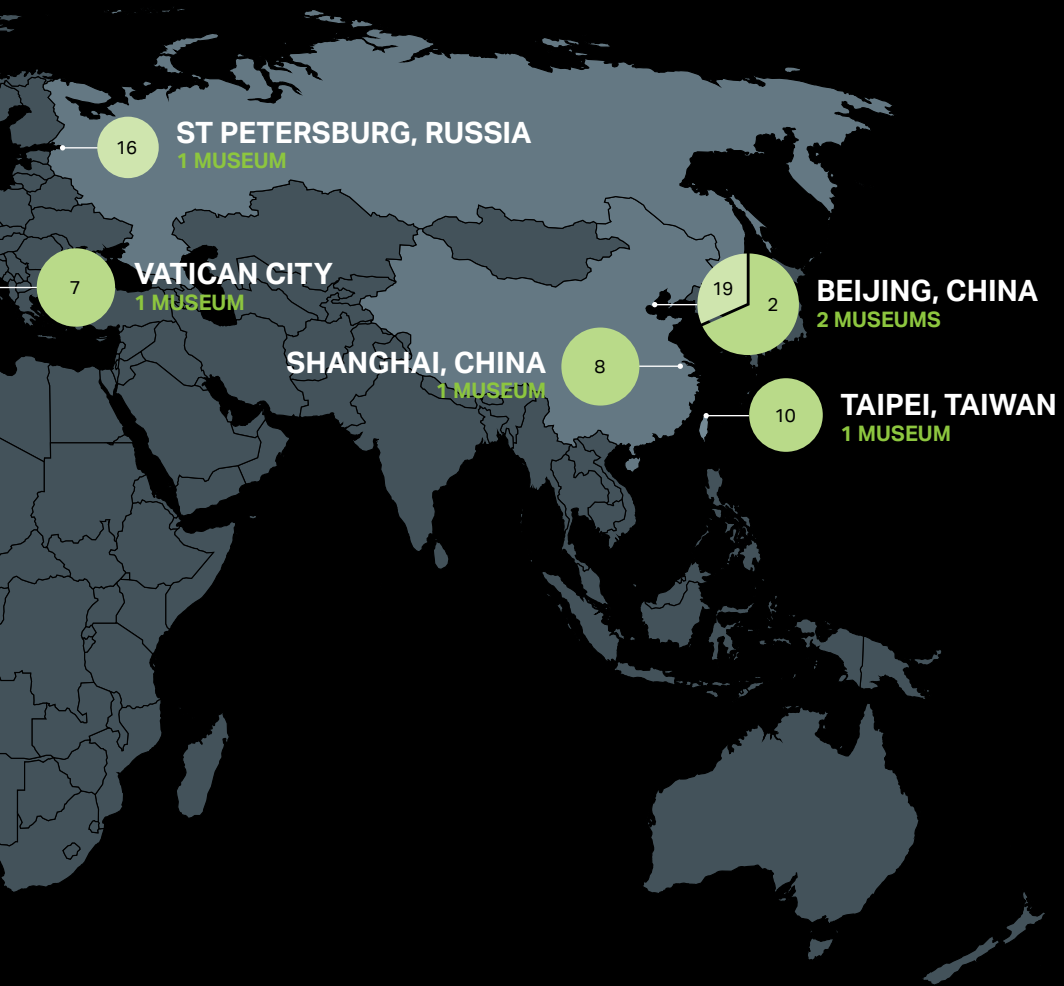 16
ST PETERSBURG, RUSSIA
1 MUSEUM
7
VATICAN CITY
1 MUSEUM
19
2
BEIJING, CHINA
2 MUSEUMS
SHANGHAI, CHINA
1 MUSEUM
8
10
TAIPEI, TAIWAN
1 MUSEUM